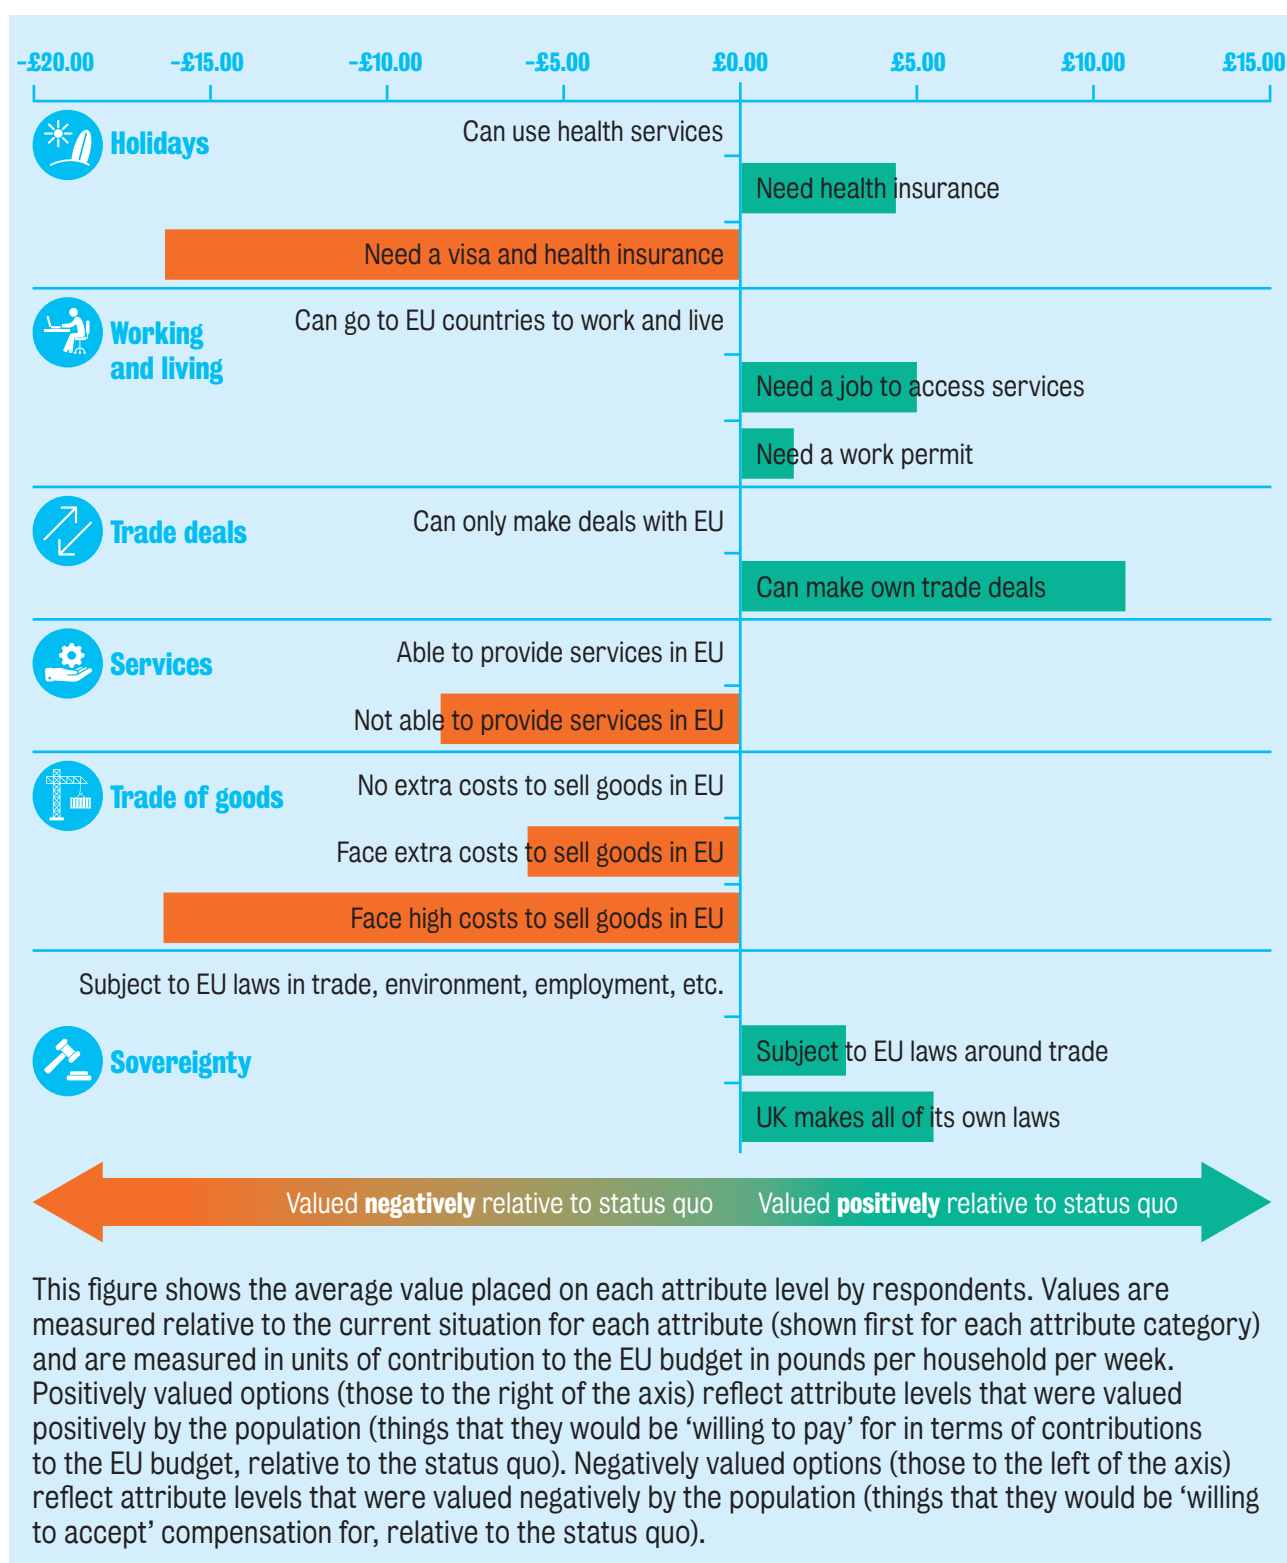 -£20.00 -£15.00 -£10.00 -£5.00 £0.00 £5.00 £10.00 £15.00
Holidays
Can use health services
Need health insurance
Need a visa and health insurance
Working
and living
Can go to EU countries to work and live
Need a job to access services
Need a work permit
Trade deals
Can only make deals with EU
Can make own trade deals
Services
Able to provide services in EU
Not able to provide services in EU
Trade of goods
No extra costs to sell goods in EU
Face extra costs to sell goods in EU
Face high costs to sell goods in EU
Subject to EU laws in trade, environment, employment, etc.
Sovereignty
Subject to EU laws around trade
UK makes all of its own laws
Valued negatively relative to status quo Valued positively relative to status quo
This figure shows the average value placed on each attribute level by respondents. Values are
measured relative to the current situation for each attribute (shown first for each attribute category)
and are measured in units of contribution to the EU budget in pounds per household per week.
Positively valued options (those to the right of the axis) reflect attribute levels that were valued
positively by the population (things that they would be ‘willing to pay’ for in terms of contributions
to the EU budget, relative to the status quo). Negatively valued options (those to the left of the axis)
reflect attribute levels that were valued negatively by the population (things that they would be ‘willing
to accept’ compensation for, relative to the status quo).